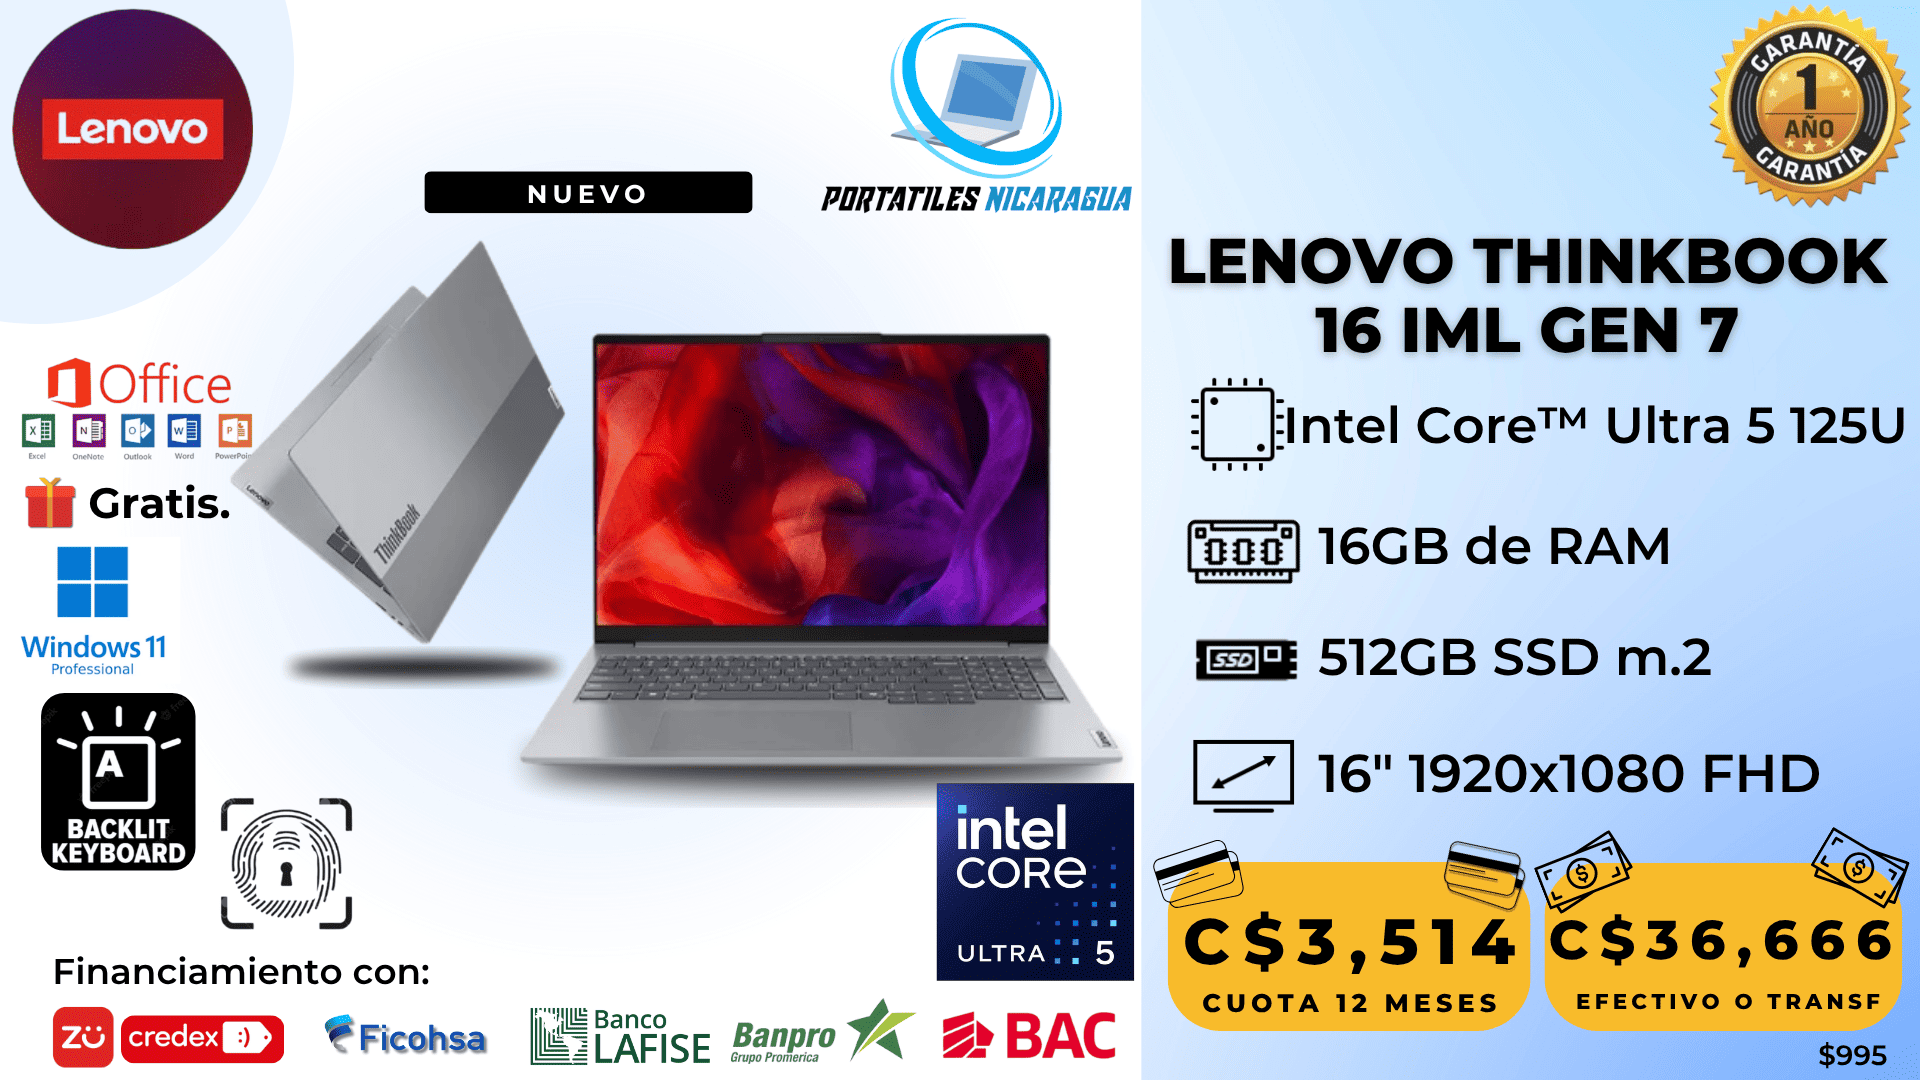 Lenovo
NUEVO
PORTATILES NICARAGUA
GARANTÍA
1
AÑO
GARANTÍA
LENOVO THINKBOOK
16 IML GEN 7
Intel Core™ Ultra 5 125U
16GB de RAM
SSD
512GB SSD m.2
16" 1920x1080 FHD
Office
Excel OneNote Outlook Word PowerPoin
Gratis.
Windows 11
Professional
A
BACKLIT
KEYBOARD
Lenovo
ThinkBook
Lenovo
intel
CORE
ULTRA 5
C$3,514
CUOTA 12 MESES
C$36,666
EFECTIVO O TRANSF
$995
Financiamiento con:
zü
credex :)
Ficohsa
Banco
LAFISE
Banpro
Grupo Promerica
BAC